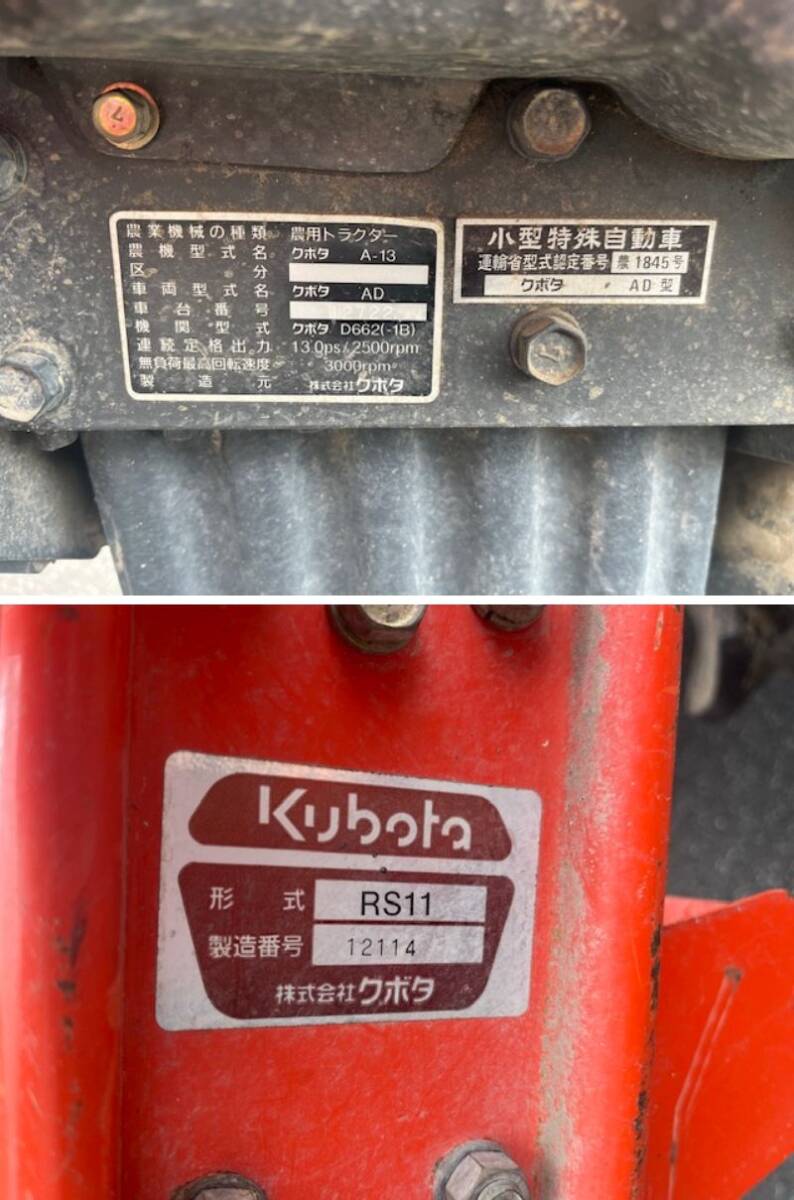 農業機械の種類 農用トラクター
農機型式名 クボタ A-13
区分
車両型式名 クボタ AD
車台番号
機関型式 クボタ D662(-1B)
連続定格出力 13.0ps/2500rpm
無負荷最高回転速度 3000rpm
製造元 株式会社クボタ
小型特殊自動車
運輸省型式認定番号 農1845号
クボタ AD型
7
Kubota
形式 RS11
製造番号 12114
株式会社クボタ